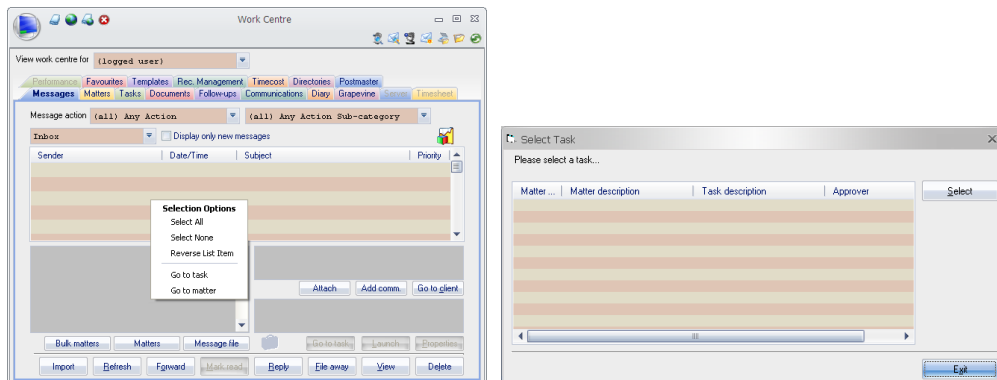 Work Centre
View work centre for (logged user)
Performance Favourites Templates Rec. Management Timecost Directories Postmaster
Messages Matters Tasks Documents Follow-ups Communications Diary Grapevine Server Timesheet
Message action (all) Any Action (all) Any Action Sub-category
Inbox Display only new messages
Sender Date/Time Subject Priority
Selection Options
Select All
Select None
Reverse List Item
Go to task
Go to matter
Attach Add comm. Go to client
Bulk matters Matters Message file Go to task Launch Properties
Import Refresh Forward Mark read Reply File away View Delete
Select Task
Please select a task...
Matter ... Matter description Task description Approver Select
Exit